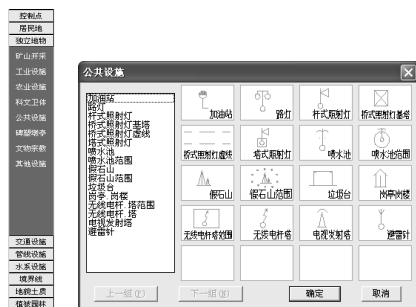 控制点
居民地
独立地物
矿山开采
工业设施
农业设施
科文卫体
公共设施
碑塑墩亭
文物宗教
其他设施
交通设施
管线设施
水系设施
境界线
地貌土质
植被园林
公共设施
加油站
路灯
杆式照射灯
桥式照射灯基塔
桥式照射灯虚线
塔式照射灯
喷水池
喷水池范围
假石山
假石山范围
垃圾台
岗亭.岗楼
无线电杆.塔范围
无线电杆.塔
电视发射塔
避雷针
加油站
路灯
杆式照射灯
桥式照射灯基塔
桥式照射灯虚线
塔式照射灯
喷水池
喷水池范围
假石山
假石山范围
垃圾台
岗亭岗楼
无线电杆塔范围
无线电杆塔
电视发射塔
避雷针
上一组(P)
下一组(N)
确定
取消